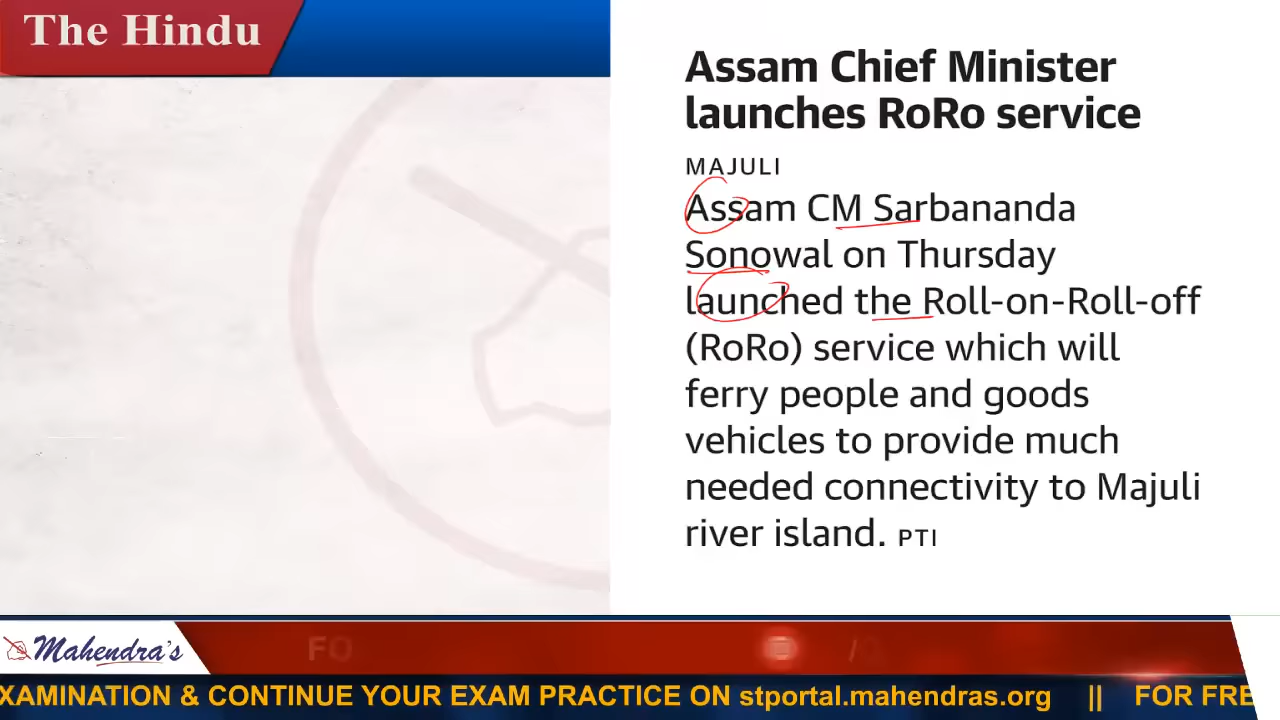 The Hindu
Assam Chief Minister
launches RoRo service
MAJULI
Assam CM Sarbananda
Sonowal on Thursday
launched the Roll-on-Roll-off
(RoRo) service which will
ferry people and goods
vehicles to provide much
needed connectivity to Majuli
river island. PTI
Mahendra's
FO
XAMINATION & CONTINUE YOUR EXAM PRACTICE ON stportal.mahendras.org || FOR FRE